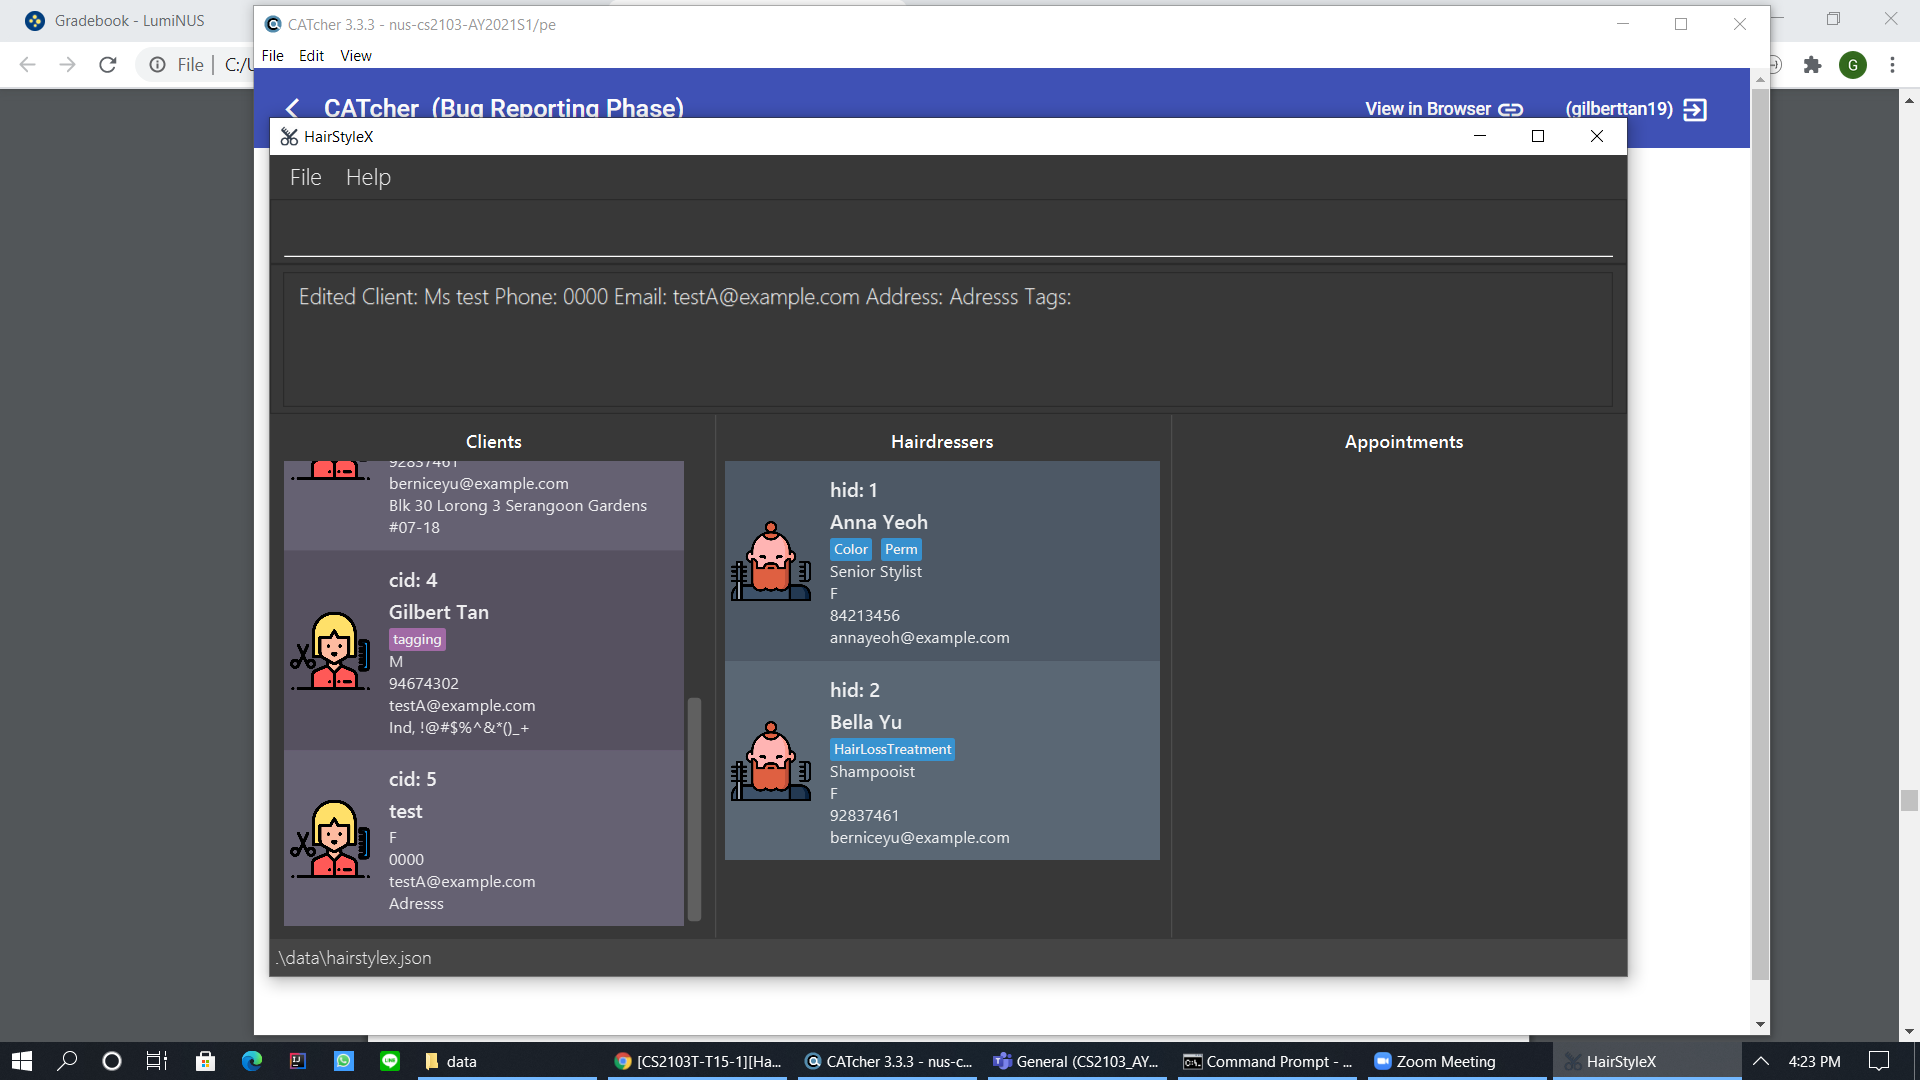 Gradebook - LumiNUS
File
C:/U
G
CATcher 3.3.3 - nus-cs2103-AY2021S1/pe
File Edit View
CATcher (Bug Reporting Phase)
View in Browser
(gilberttan19)
HairStyleX
File Help
Edited Client: Ms test Phone: 0000 Email: testA@example.com Address: Adresss Tags:
Clients
92837461
berniceyu@example.com
Blk 30 Lorong 3 Serangoon Gardens
#07-18
cid: 4
Gilbert Tan
tagging
M
94674302
testA@example.com
Ind, !@#$%^&*()_+
cid: 5
test
F
0000
testA@example.com
Adresss
Hairdressers
hid: 1
Anna Yeoh
Color Perm
Senior Stylist
F
84213456
annayeoh@example.com
hid: 2
Bella Yu
HairLossTreatment
Shampooist
F
92837461
berniceyu@example.com
Appointments
.\data\hairstylex.json
data
[CS2103T-T15-1][Ha...
CATcher 3.3.3 - nus-c...
General (CS2103_AY...
Command Prompt - ...
Zoom Meeting
HairStyleX
4:23 PM